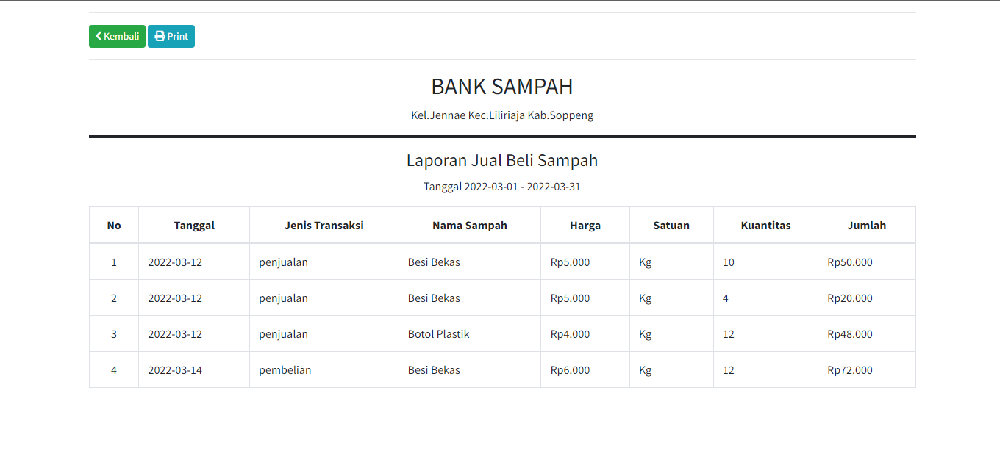 Kembali Print
BANK SAMPAH
Kel.Jennae Kec.Liliriaja Kab.Soppeng
Laporan Jual Beli Sampah
Tanggal 2022-03-01 - 2022-03-31
No Tanggal Jenis Transaksi Nama Sampah Harga Satuan Kuantitas Jumlah
1 2022-03-12 penjualan Besi Bekas Rp5.000 Kg 10 Rp50.000
2 2022-03-12 penjualan Besi Bekas Rp5.000 Kg 4 Rp20.000
3 2022-03-12 penjualan Botol Plastik Rp4.000 Kg 12 Rp48.000
4 2022-03-14 pembelian Besi Bekas Rp6.000 Kg 12 Rp72.000